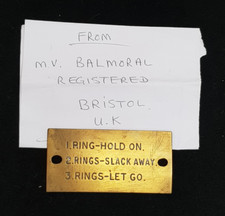 FROM
M.V. BALMORAL
REGISTERED
BRISTOL
U.K
1.RING-HOLD ON.
2.RINGS-SLACK AWAY
3.RINGS-LET GO.